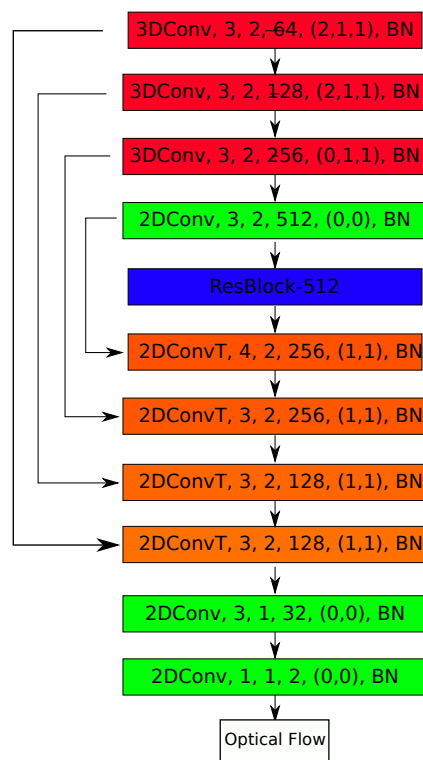 3DConv, 3, 2, 64, (2,1,1), BN
3DConv, 3, 2, 128, (2,1,1), BN
3DConv, 3, 2, 256, (0,1,1), BN
2DConv, 3, 2, 512, (0,0), BN
ResBlock-512
2DConvT, 4, 2, 256, (1,1), BN
2DConvT, 3, 2, 256, (1,1), BN
2DConvT, 3, 2, 128, (1,1), BN
2DConvT, 3, 2, 128, (1,1), BN
2DConv, 3, 1, 32, (0,0), BN
2DConv, 1, 1, 2, (0,0), BN
Optical Flow